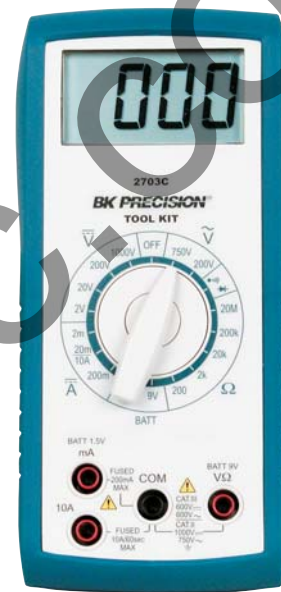 000
2703C
BK PRECISION®
TOOL KIT
V
OFF
V
1000V
750V
200V
200V
20V
2V
20M
2m
200k
20m
10A
20k
200m
2k
A
9V
200
Ω
BATT
BATT 1.5V
mA
BATT 9V
COM
VΩ
FUSED
200mA
MAX
10A
CAT.III
600V
600V
CAT.II
1000V
750V
FUSED
10A/60sec
MAX